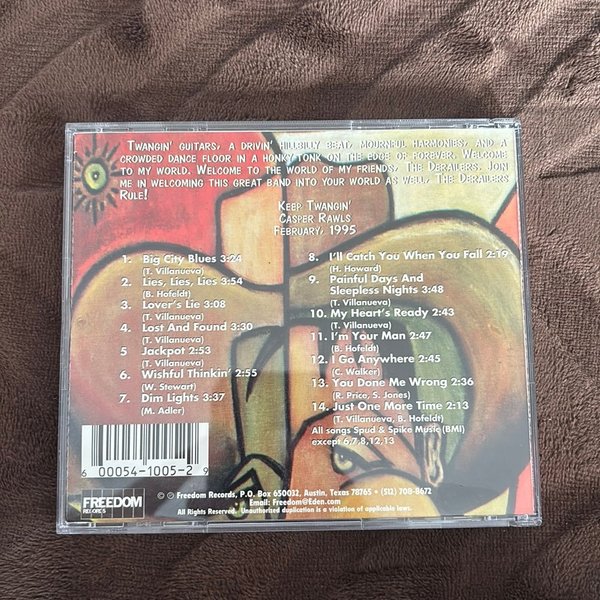 Twangin' guitars, a drivin' hillbilly beat, mournful harmonies, and a
crowded dance floor in a honky tonk on the edge of forever. Welcome
to my world. Welcome to the world of my friends, The Derailers. Join
me in welcoming this great band into your world as well, The Derailers
Rule!
Keep Twangin'
Casper Rawls
February, 1995
1. Big City Blues 3:24
(T. Villanueva)
2. Lies, Lies, Lies 3:54
(B. Hofeldt)
3. Lover's Lie 3:08
(T. Villanueva)
4. Lost And Found 3:30
(T. Villanueva)
5 Jackpot 2:53
(T. Villanueva)
6. Wishful Thinkin' 2:55
(W. Stewart)
7. Dim Lights 3:37
(M. Adler)
8. I'll Catch You When You Fall 2:19
(H. Howard)
9. Painful Days And
Sleepless Nights 3:48
(T. Villanueva)
10. My Heart's Ready 2:43
(T. Villanueva)
11. I'm Your Man 2:47
(B. Hofeldt)
12. I Go Anywhere 2:45
(C. Walker)
13. You Done Me Wrong 2:36
(R. Price, S. Jones)
14. Just One More Time 2:13
(T. Villanueva, B. Hofeldt)
All songs Spud & Spike Music (BMI)
except 6,7,8,12,13
6 00054-1005-2 9
FREEDOM
RECORDS
© ℗ Freedom Records, P.O. Box 650032, Austin, Texas 78765 • (512) 708-8672
Email: Freedom@Eden.com
All Rights Reserved. Unauthorized duplication is a violation of applicable laws.